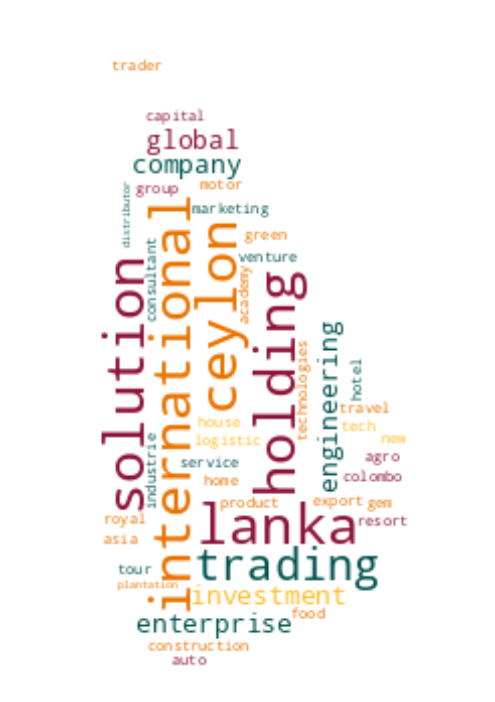 trader
capital
global
company
group
motor
distributor
marketing
international
ceylon
green
consultant
venture
solution
academy
holding
engineering
technologies
hotel
travel
house
tech
logistic
new
industrie
service
agro
home
colombo
product
export
gem
lanka
royal
resort
asia
trading
tour
plantation
investment
food
enterprise
construction
auto